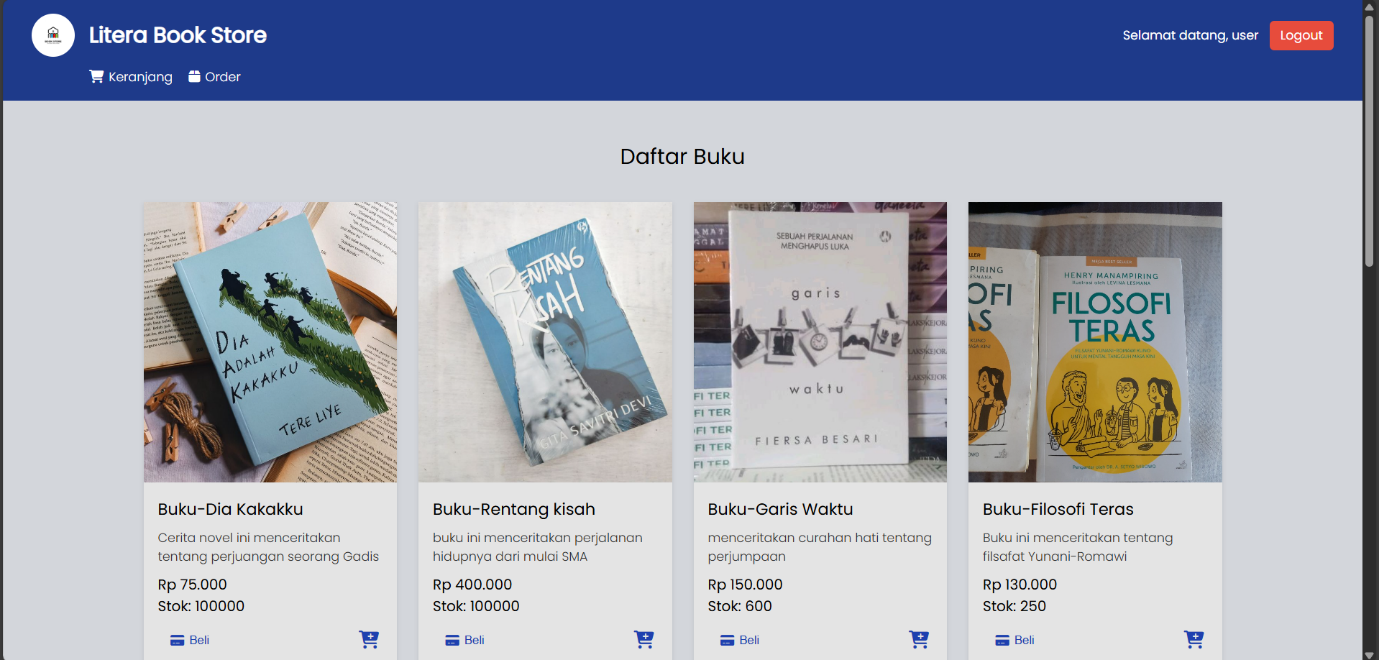 Litera Book Store
Selamat datang, user
Logout
Keranjang
Order
Daftar Buku
DIA
ADALAH
KAKAKKU
TERE LIYE
RENTANG
KISAH
GITA SAVITRI DEVI
SEBUAH PERJALANAN
MENGHAPUS LUKA
garis
waktu
FIERSA BESARI
HENRY MANAMPIRING
FILOSOFI
TERAS
Buku-Dia Kakakku
Cerita novel ini menceritakan
tentang perjuangan seorang Gadis
Rp 75.000
Stok: 100000
Beli
Buku-Rentang kisah
buku ini menceritakan perjalanan
hidupnya dari mulai SMA
Rp 400.000
Stok: 100000
Beli
Buku-Garis Waktu
menceritakan curahan hati tentang
perjumpaan
Rp 150.000
Stok: 600
Beli
Buku-Filosofi Teras
Buku ini menceritakan tentang
filsafat Yunani-Romawi
Rp 130.000
Stok: 250
Beli